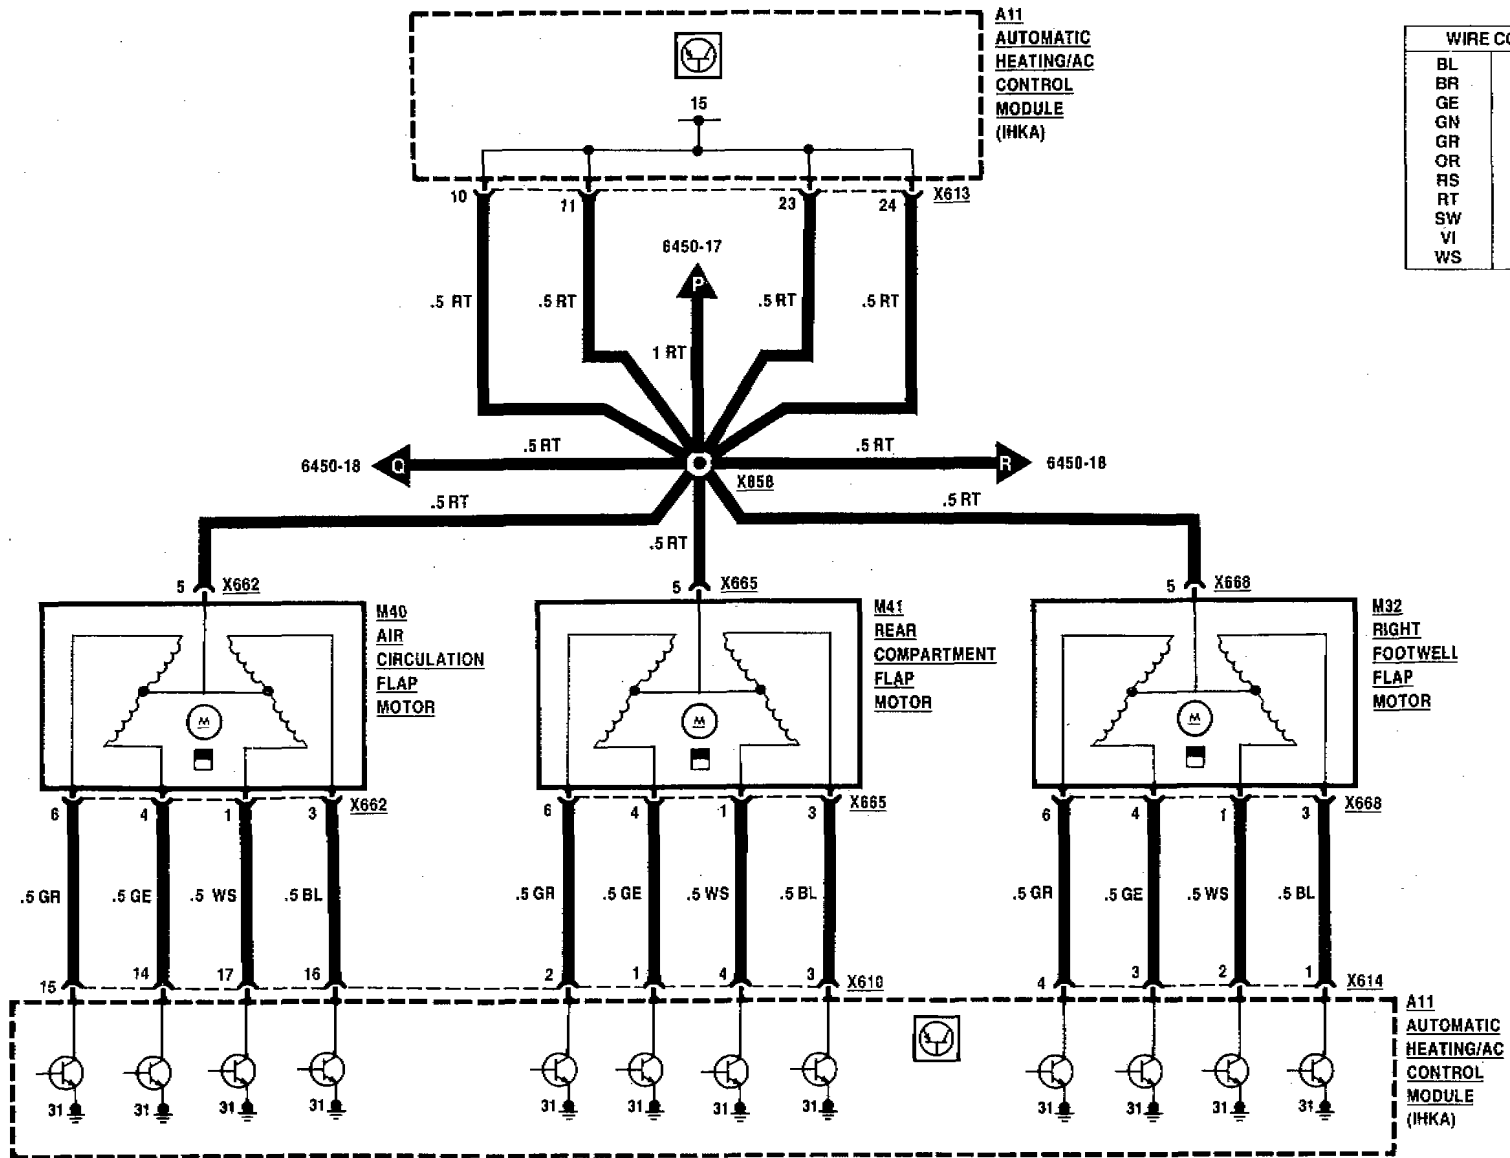 A11
AUTOMATIC
HEATING/AC
CONTROL
MODULE
(IHKA)
WIRE CO
BL
BR
GE
GN
GR
OR
RS
RT
SW
VI
WS
15
10 11 23 24 X613
6450-17
P
.5 RT .5 RT .5 RT .5 RT
1 RT
.5 RT .5 RT
6450-18 Q R 6450-18
X858
.5 RT .5 RT
.5 RT
5 X662 5 X665 5 X668
M40
AIR
CIRCULATION
FLAP
MOTOR
M
M41
REAR
COMPARTMENT
FLAP
MOTOR
M
M32
RIGHT
FOOTWELL
FLAP
MOTOR
M
6 4 1 3 X662 6 4 1 3 X665 6 4 1 3 X668
.5 GR .5 GE .5 WS .5 BL .5 GR .5 GE .5 WS .5 BL .5 GR .5 GE .5 WS .5 BL
15 14 17 16 2 1 4 3 X610 4 3 2 1 X614
A11
AUTOMATIC
HEATING/AC
CONTROL
MODULE
(IHKA)
31 31 31 31 31 31 31 31 31 31 31 31